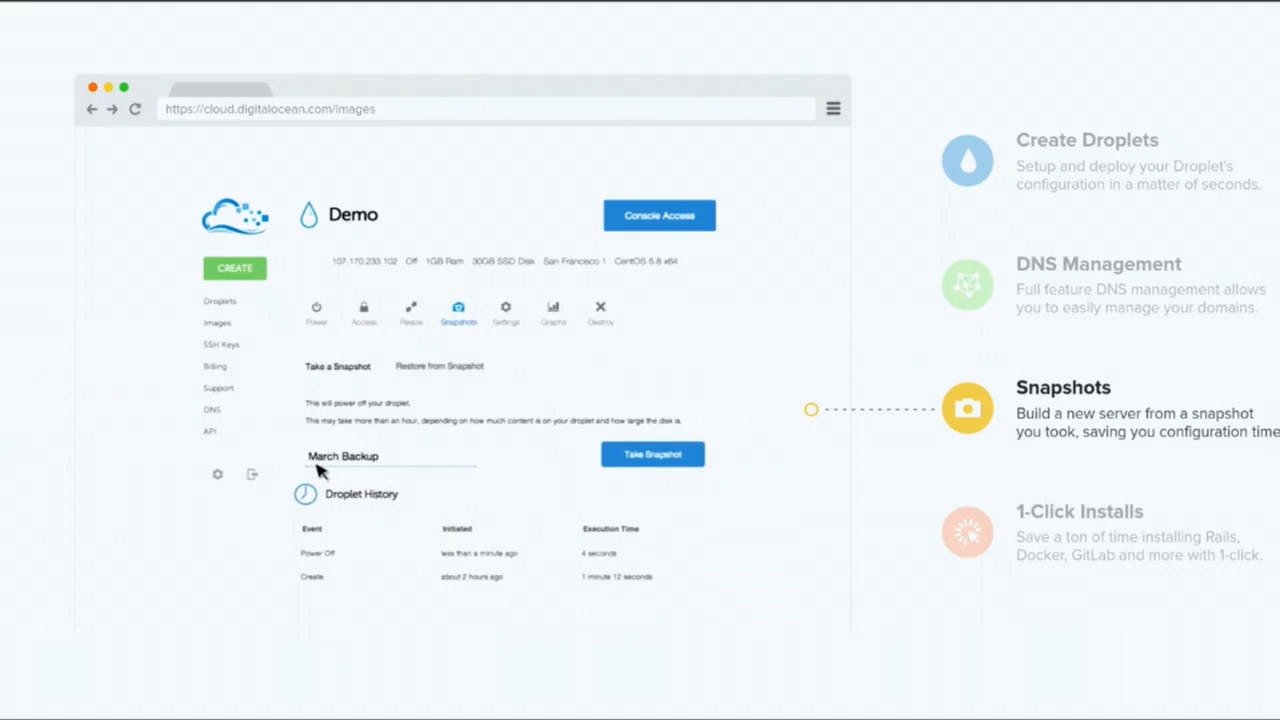 https://cloud.digitalocean.com/images
Demo
Console Access
107.170.233.102 Off 1GB Ram 30GB SSD Disk San Francisco 1 CentOS 5.8 x64
CREATE
Droplets
Images
SSH Keys
Billing
Support
DNS
API
Power Access Resize Snapshots Settings Graphs Destroy
Take a Snapshot Restore from Snapshot
This will power off your droplet.
This may take more than an hour, depending on how much content is on your droplet and how large the disk is.
March Backup
Take Snapshot
Droplet History
Event Initiated Execution Time
Power Off less than a minute ago 4 seconds
Create about 2 hours ago 1 minute 12 seconds
Create Droplets
Setup and deploy your Droplet's
configuration in a matter of seconds.
DNS Management
Full feature DNS management allows
you to easily manage your domains.
Snapshots
Build a new server from a snapshot
you took, saving you configuration time
1-Click Installs
Save a ton of time installing Rails,
Docker, GitLab and more with 1-click.